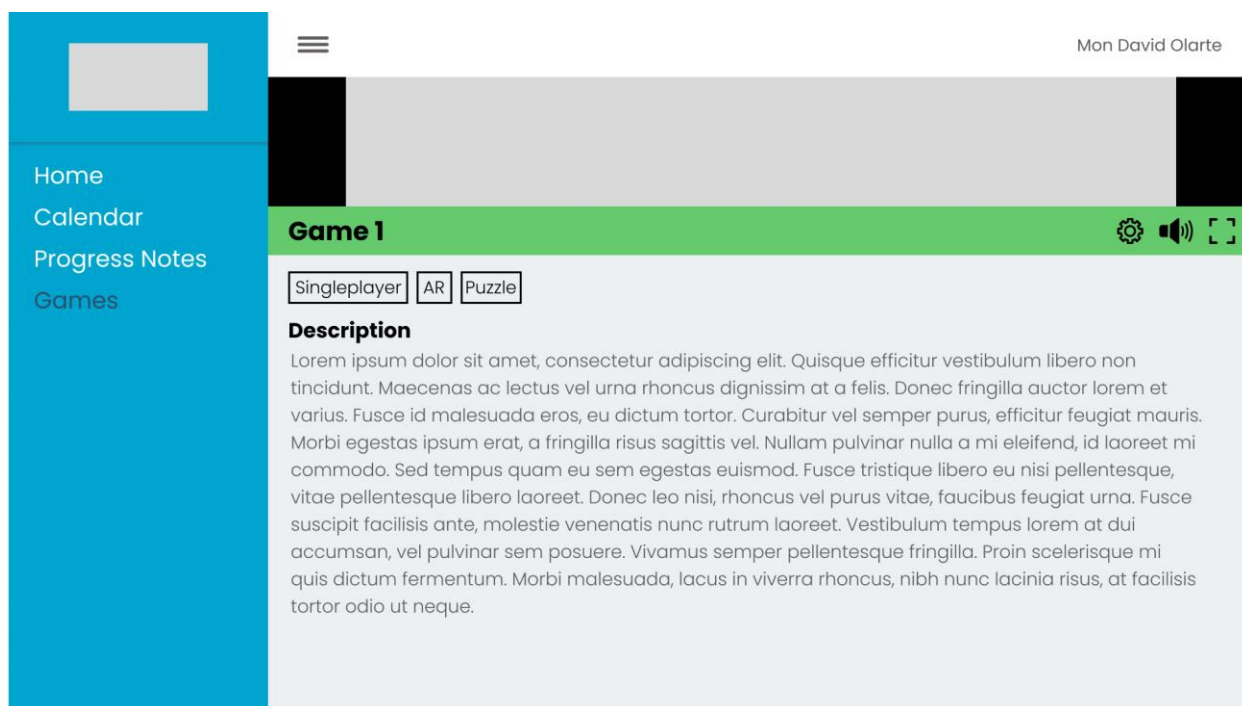 Mon David Olarte
Home
Calendar
Progress Notes
Games
Game 1
Singleplayer AR Puzzle
Description
Lorem ipsum dolor sit amet, consectetur adipiscing elit. Quisque efficitur vestibulum libero non
tincidunt. Maecenas ac lectus vel urna rhoncus dignissim at a felis. Donec fringilla auctor lorem et
varius. Fusce id malesuada eros, eu dictum tortor. Curabitur vel semper purus, efficitur feugiat mauris.
Morbi egestas ipsum erat, a fringilla risus sagittis vel. Nullam pulvinar nulla a mi eleifend, id laoreet mi
commodo. Sed tempus quam eu sem egestas euismod. Fusce tristique libero eu nisi pellentesque,
vitae pellentesque libero laoreet. Donec leo nisi, rhoncus vel purus vitae, faucibus feugiat urna. Fusce
suscipit facilisis ante, molestie venenatis nunc rutrum laoreet. Vestibulum tempus lorem at dui
accumsan, vel pulvinar sem posuere. Vivamus semper pellentesque fringilla. Proin scelerisque mi
quis dictum fermentum. Morbi malesuada, lacus in viverra rhoncus, nibh nunc lacinia risus, at facilisis
tortor odio ut neque.